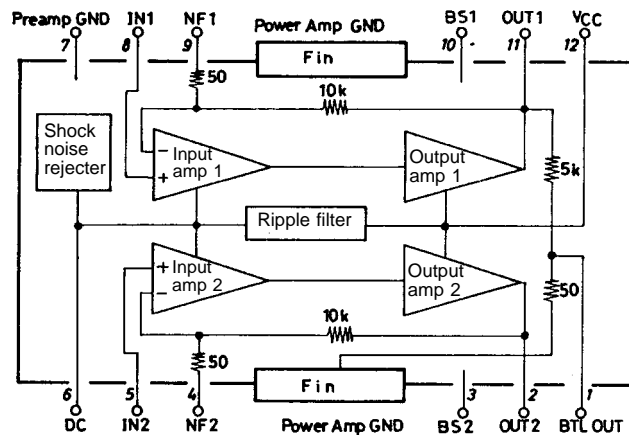 Preamp GND IN1 NF1 Power Amp GND BS1 OUT1 VCC
7 8 9 10 11 12
Fin
50
10k
Shock
noise
rejecter
−
+
Input
amp 1
Output
amp 1
5k
Ripple filter
+
−
Input
amp 2
Output
amp 2
50
10k
50
Fin
6 5 4 3 2 1
DC IN2 NF2 Power Amp GND BS2 OUT2 BTL OUT